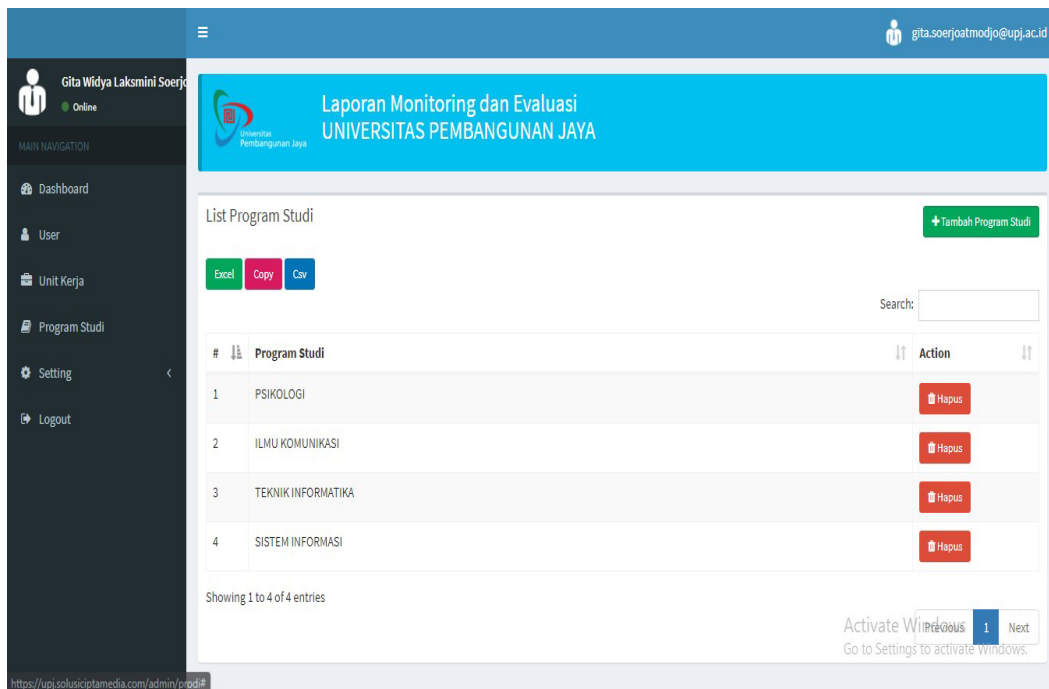 gita.soerjoatmodjo@upj.ac.id
Gita Widya Laksmini Soerjo
Online
MAIN NAVIGATION
Dashboard
User
Unit Kerja
Program Studi
Setting
Logout
Universitas
Pembangunan Jaya
Laporan Monitoring dan Evaluasi
UNIVERSITAS PEMBANGUNAN JAYA
List Program Studi
+Tambah Program Studi
Excel Copy Csv
Search:
# Program Studi Action
1 PSIKOLOGI Hapus
2 ILMU KOMUNIKASI Hapus
3 TEKNIK INFORMATIKA Hapus
4 SISTEM INFORMASI Hapus
Showing 1 to 4 of 4 entries
Previous 1 Next
Activate Windows
Go to Settings to activate Windows.
https://upj.solusiciptamedia.com/admin/prodi#